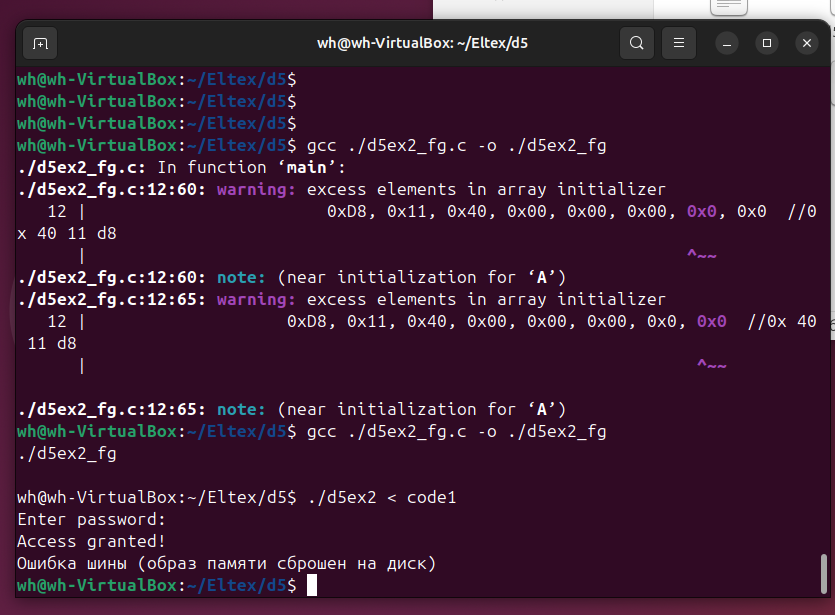 wh@wh-VirtualBox: ~/Eltex/d5
wh@wh-VirtualBox:~/Eltex/d5$
wh@wh-VirtualBox:~/Eltex/d5$
wh@wh-VirtualBox:~/Eltex/d5$
wh@wh-VirtualBox:~/Eltex/d5$ gcc ./d5ex2_fg.c -o ./d5ex2_fg
./d5ex2_fg.c: In function ‘main’:
./d5ex2_fg.c:12:60: warning: excess elements in array initializer
12 | 0xD8, 0x11, 0x40, 0x00, 0x00, 0x00, 0x0, 0x0 //0
x 40 11 d8
| ^~~
./d5ex2_fg.c:12:60: note: (near initialization for ‘A’)
./d5ex2_fg.c:12:65: warning: excess elements in array initializer
12 | 0xD8, 0x11, 0x40, 0x00, 0x00, 0x00, 0x0, 0x0 //0x 40
11 d8
| ^~~
./d5ex2_fg.c:12:65: note: (near initialization for ‘A’)
wh@wh-VirtualBox:~/Eltex/d5$ gcc ./d5ex2_fg.c -o ./d5ex2_fg
./d5ex2_fg
wh@wh-VirtualBox:~/Eltex/d5$ ./d5ex2 < code1
Enter password:
Access granted!
Ошибка шины (образ памяти сброшен на диск)
wh@wh-VirtualBox:~/Eltex/d5$